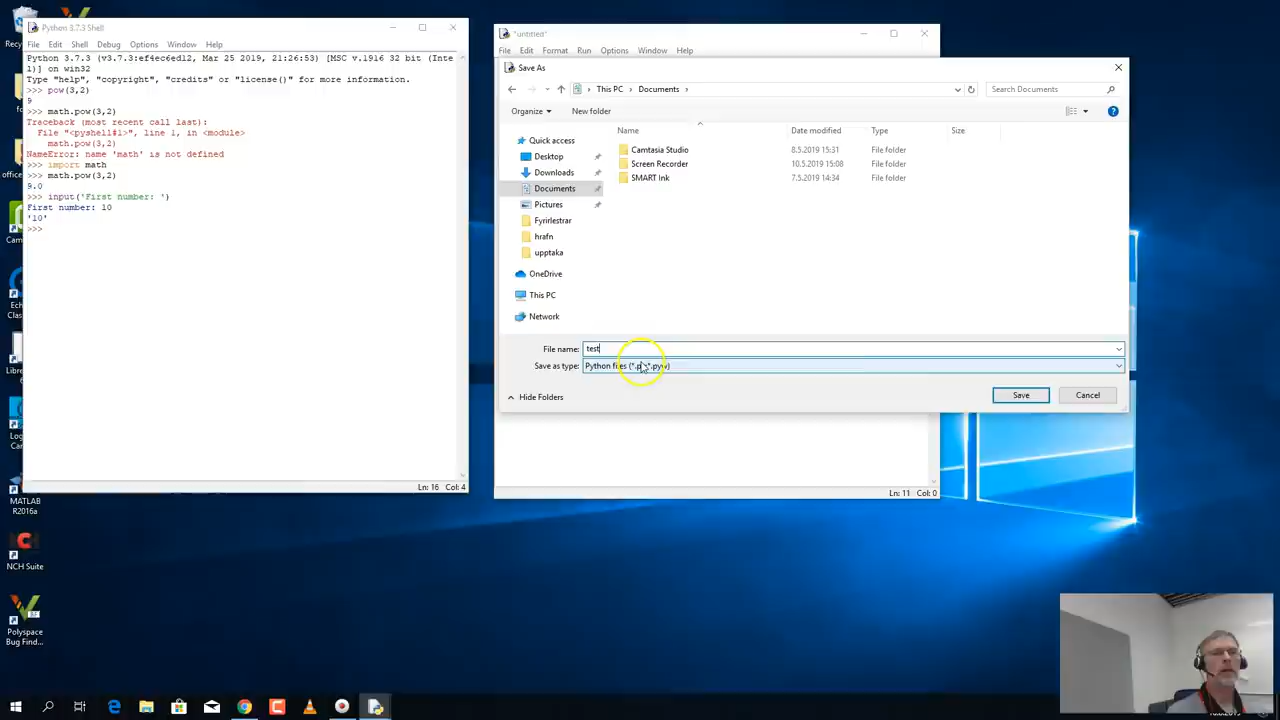 Python 3.7.3 Shell
File Edit Shell Debug Options Window Help
Python 3.7.3 (v3.7.3:ef4ec6ed12, Mar 25 2019, 21:26:53) [MSC v.1916 32 bit (Inte
l)] on win32
Type "help", "copyright", "credits" or "license()" for more information.
>>> pow(3,2)
9
>>> math.pow(3,2)
Traceback (most recent call last):
File "<pyshell#1>", line 1, in <module>
math.pow(3,2)
NameError: name 'math' is not defined
>>> import math
>>> math.pow(3,2)
9.0
>>> input('First number: ')
First number: 10
'10'
>>>
Ln: 16 Col: 4
*untitled*
File Edit Format Run Options Window Help
Save As
This PC > Documents >
Search Documents
Organize New folder
Quick access
Desktop
Downloads
Documents
Pictures
Fyrirlestrar
hrafn
upptaka
OneDrive
This PC
Network
Name Date modified Type Size
Camtasia Studio 8.5.2019 15:31 File folder
Screen Recorder 10.5.2019 15:08 File folder
SMART Ink 7.5.2019 14:34 File folder
File name: test
Save as type: Python files (*.py,*.pyw)
Hide Folders
Save Cancel
Ln: 11 Col: 0
MATLAB
R2016a
NCH Suite
Polyspace
Bug Find...